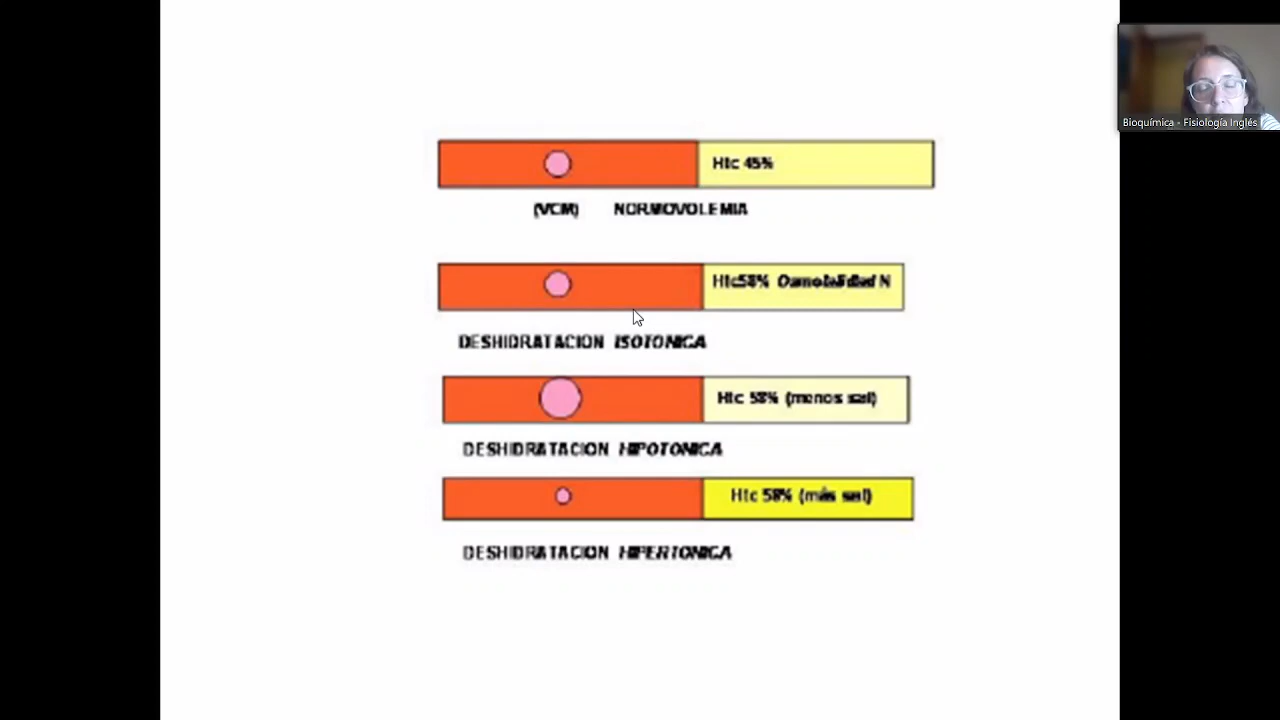 Bioquímica - Fisiología Inglés
Htc 45%
(VCM) NORMOVOLEMIA
Htc58% Osmolalidad N
DESHIDRATACION ISOTONICA
Htc 58% (menos sal)
DESHIDRATACION HIPOTONICA
Htc 58% (más sal)
DESHIDRATACION HIPERTONICA